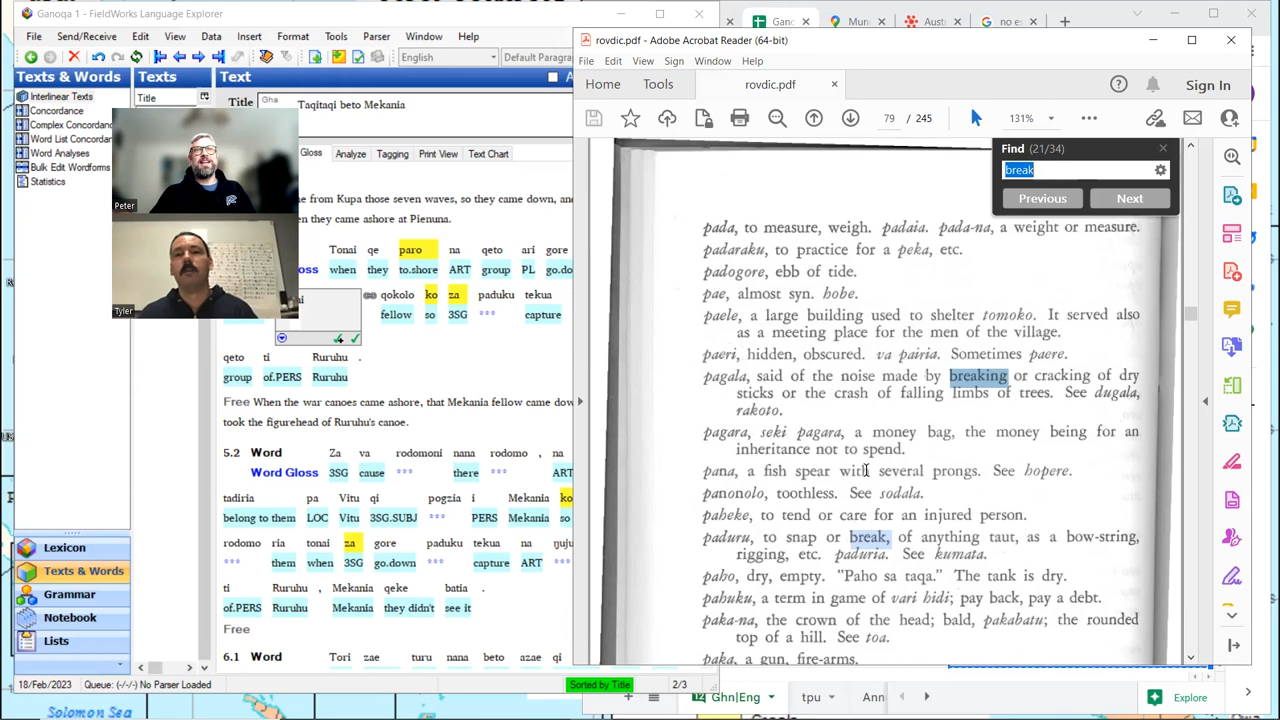 Ganoqa 1 - FieldWorks Language Explorer
File Send/Receive Edit View Data Insert Format Tools Parser Window Help
English Default Paragra
Texts & Words
Interlinear Texts
Concordance
Complex Concordanc
Word List Concordanc
Word Analyses
Bulk Edit Wordforms
Statistics
Texts
Title
Text
Title Gha Taqitaqi beto Mekania
Gloss Analyze Tagging Print View Text Chart
Peter
Tyler
me from Kupa those seven waves, so they came down, and
en they came ashore at Pienuna.
Tonai qe paro na qeto ari gore
Gloss when they to.shore ART group PL go.do
qokolo ko za paduku tekua
fellow so 3SG *** capture
qeto ti Ruruhu .
group of.PERS Ruruhu
Free When the war canoes came ashore, that Mekania fellow came dow
took the figurehead of Ruruhu's canoe.
5.2 Word Za va rodomoni nana rodomo , na
Word Gloss 3SG cause *** there *** ART
tadiria pa Vitu qi pogzia i Mekania ko
belong to them LOC Vitu 3SG.SUBJ *** PERS Mekania so
rodomo ria tonai za gore paduku tekua na ŋuju
*** them when 3SG go.down *** capture ART ***
ti Ruruhu , Mekania qeke batia .
of.PERS Ruruhu Mekania they didn't see it
Free
6.1 Word Tori zae turu nana beto azae
Lexicon
Texts & Words
Grammar
Notebook
Lists
18/Feb/2023 Queue: (-/-/-) No Parser Loaded Sorted by Title 2/3
Solomon Sea
Ganc Mun Aust no es
rovdic.pdf - Adobe Acrobat Reader (64-bit)
File Edit View Sign Window Help
Home Tools rovdic.pdf Sign In
79 / 245 131%
Find (21/34)
break
Previous Next
pada, to measure, weigh. padaia. pada-na, a weight or measure.
padaraku, to practice for a peka, etc.
padogore, ebb of tide.
pae, almost syn. hobe.
paele, a large building used to shelter tomoko. It served also
as a meeting place for the men of the village.
paeri, hidden, obscured. va pairia. Sometimes paere.
pagala, said of the noise made by breaking or cracking of dry
sticks or the crash of falling limbs of trees. See dugala,
rakoto.
pagara, seki pagara, a money bag, the money being for an
inheritance not to spend.
pana, a fish spear with several prongs. See hopere.
panonolo, toothless. See sodala.
paheke, to tend or care for an injured person.
paduru, to snap or break, of anything taut, as a bow-string,
rigging, etc. paduria. See kumata.
paho, dry, empty. "Paho sa taqa." The tank is dry.
pahuku, a term in game of vari hidi; pay back, pay a debt.
paka-na, the crown of the head; bald, pakabatu; the rounded
top of a hill. See toa.
paka, a gun, fire-arms.
Ghn|Eng tpu Ann Explore